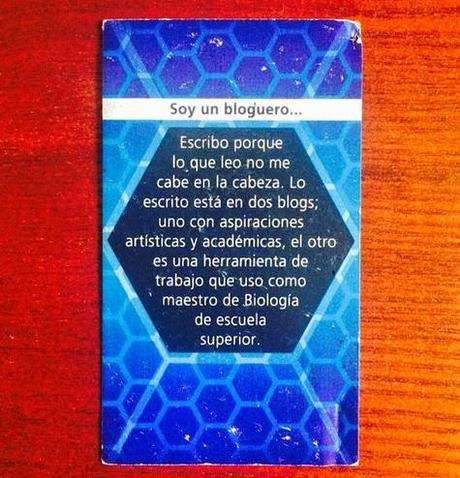 Soy un bloguero...
Escribo porque
lo que leo no me
cabe en la cabeza. Lo
escrito está en dos blogs;
uno con aspiraciones
artísticas y académicas, el otro
es una herramienta de
trabajo que uso como
maestro de Biología
de escuela
superior.